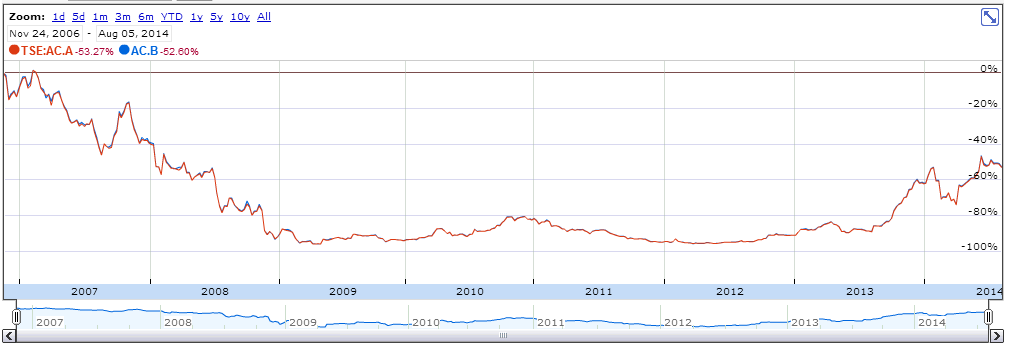 Zoom: 1d 5d 1m 3m 6m YTD 1y 5y 10y All
Nov 24, 2006 - Aug 05, 2014
TSE:AC.A -53.27% AC.B -52.60%
0%
-20%
-40%
-60%
-80%
-100%
2007 2008 2009 2010 2011 2012 2013 2014
2007 2008 2009 2010 2011 2012 2013 2014